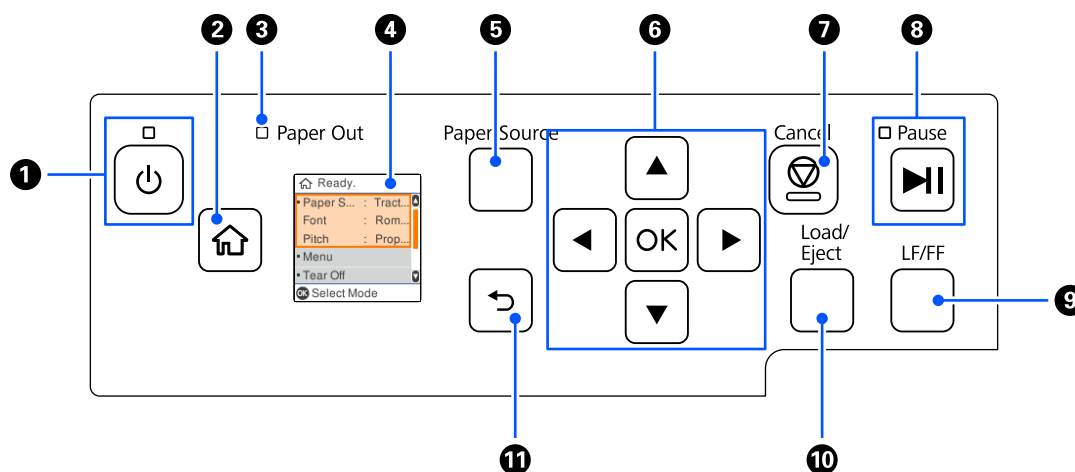 2 3 4 5 6 7 8
Paper Out
Paper Source
Cancel
Pause
1
Ready.
Paper S... : Tract...
Font : Rom...
Pitch : Prop...
Menu
Tear Off
OK Select Mode
OK
Load/
Eject
LF/FF
9
11
10